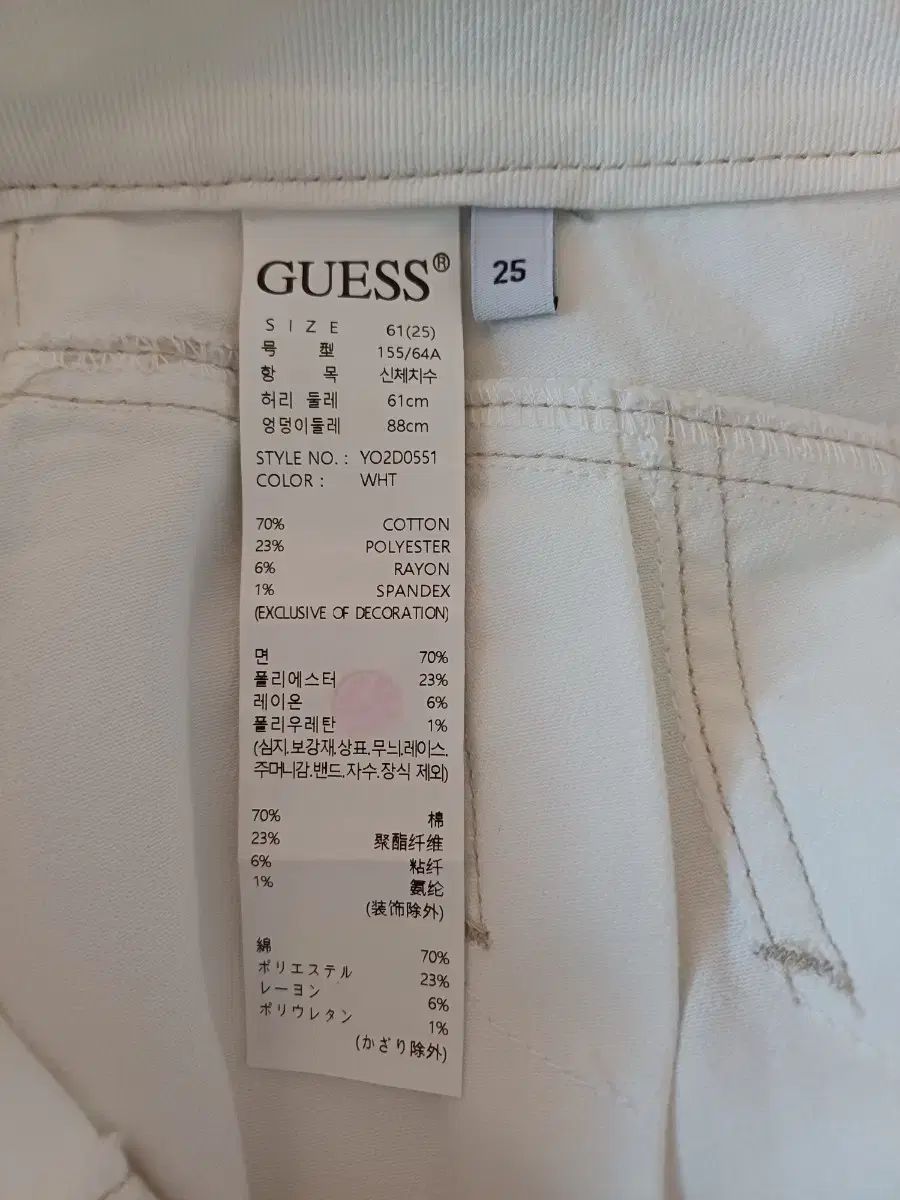 GUESS®
25
SIZE 61(25)
号 型 155/64A
항 목 신체치수
허리 둘레 61cm
엉덩이둘레 88cm
STYLE NO. : YO2D0551
COLOR : WHT
70% COTTON
23% POLYESTER
6% RAYON
1% SPANDEX
(EXCLUSIVE OF DECORATION)
면 70%
폴리에스터 23%
레이온 6%
폴리우레탄 1%
(심지.보강재.상표.무늬.레이스.
주머니감.밴드.자수.장식 제외)
70% 棉
23% 聚酯纤维
6% 粘纤
1% 氨纶
(装饰除外)
綿 70%
ポリエステル 23%
レーヨン 6%
ポリウレタン 1%
(かざり除外)